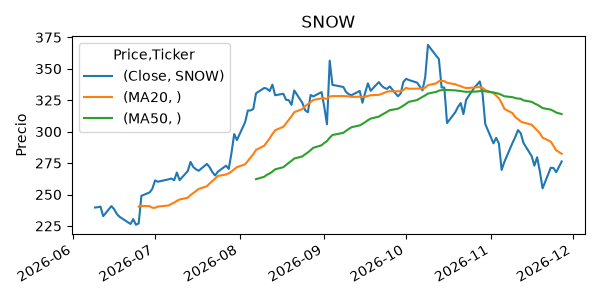 SNOW
Price,Ticker
(Close, SNOW)
(MA20, )
(MA50, )
Precio
375
350
325
300
275
250
225
2026-06
2026-07
2026-08
2026-09
2026-10
2026-11
2026-12